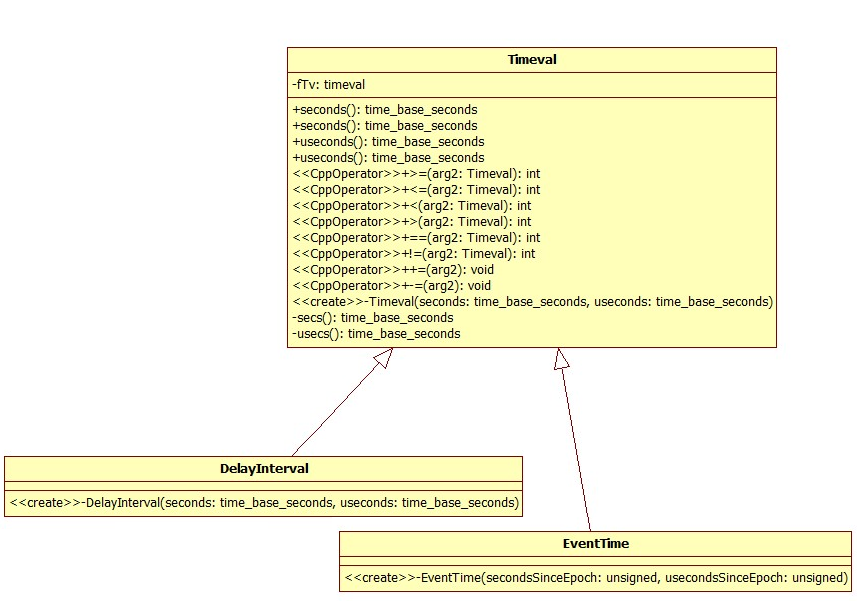 Timeval
-fTv: timeval
+seconds(): time_base_seconds
+seconds(): time_base_seconds
+useconds(): time_base_seconds
+useconds(): time_base_seconds
<<CppOperator>>+>=(arg2: Timeval): int
<<CppOperator>>+<=(arg2: Timeval): int
<<CppOperator>>+<(arg2: Timeval): int
<<CppOperator>>+>(arg2: Timeval): int
<<CppOperator>>+==(arg2: Timeval): int
<<CppOperator>>+!=(arg2: Timeval): int
<<CppOperator>>++=(arg2): void
<<CppOperator>>+-=(arg2): void
<<create>>-Timeval(seconds: time_base_seconds, useconds: time_base_seconds)
-secs(): time_base_seconds
-usecs(): time_base_seconds
DelayInterval
<<create>>-DelayInterval(seconds: time_base_seconds, useconds: time_base_seconds)
EventTime
<<create>>-EventTime(secondsSinceEpoch: unsigned, usecondsSinceEpoch: unsigned)